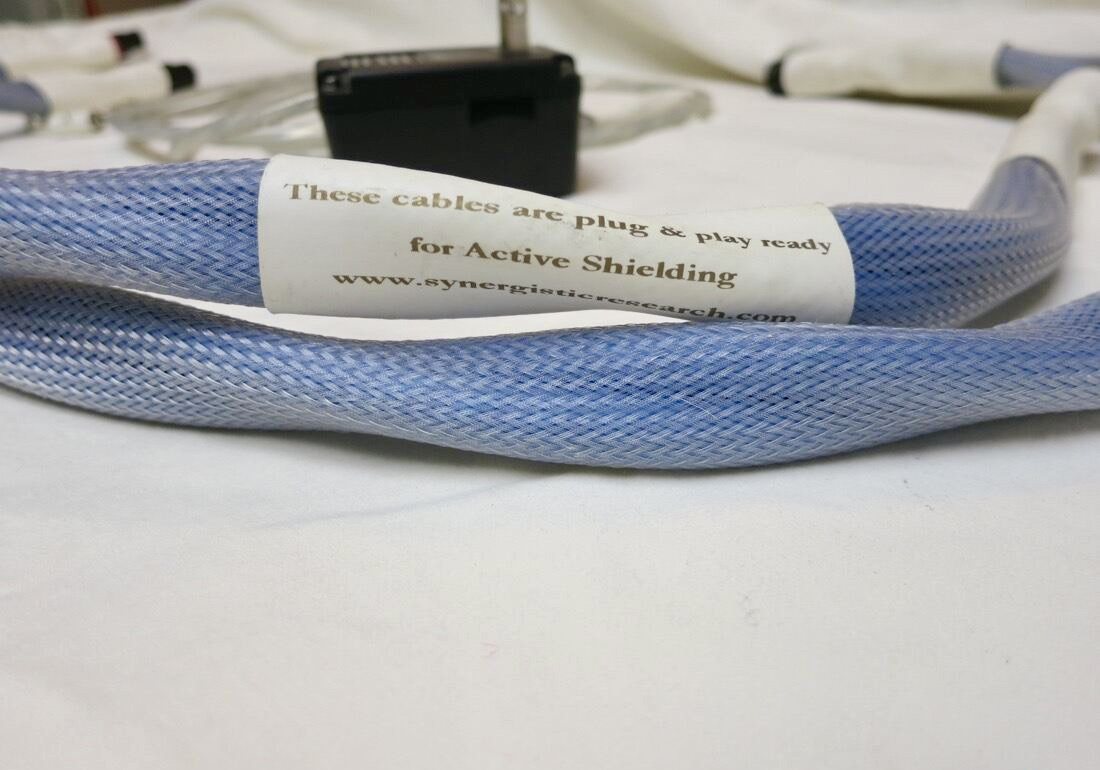 These cables are plug & play ready
for Active Shielding
www.synergisticresearch.com